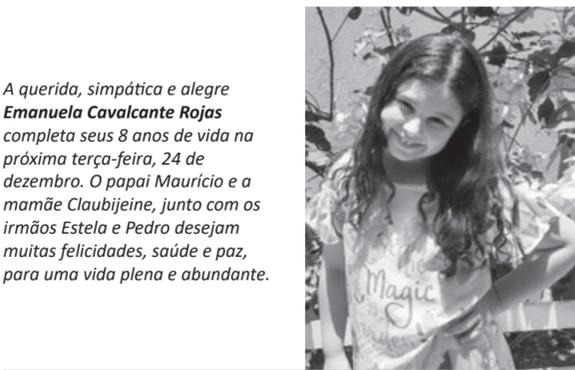 A querida, simpática e alegre
Emanuela Cavalcante Rojas
completa seus 8 anos de vida na
próxima terça-feira, 24 de
dezembro. O papai Maurício e a
mamãe Claubijeine, junto com os
irmãos Estela e Pedro desejam
muitas felicidades, saúde e paz,
para uma vida plena e abundante.
Magic